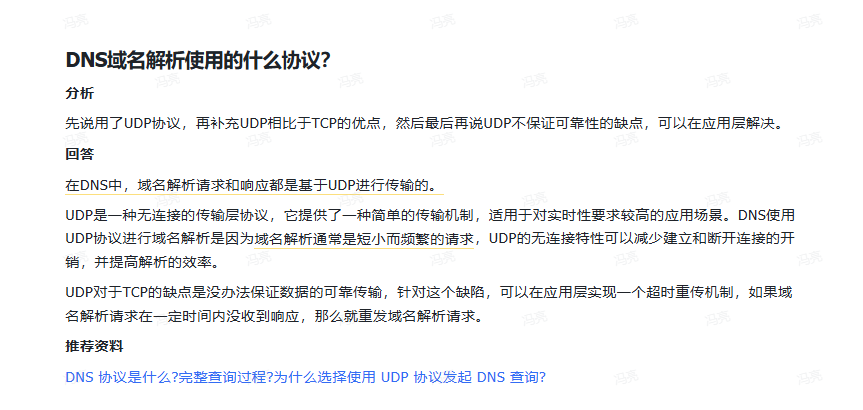 DNS域名解析使用的什么协议？
分析
先说用了UDP协议，再补充UDP相比于TCP的优点，然后最后再说UDP不保证可靠性的缺点，可以在应用层解决。
回答
在DNS中，域名解析请求和响应都是基于UDP进行传输的。
UDP是一种无连接的传输层协议，它提供了一种简单的传输机制，适用于对实时性要求较高的应用场景。DNS使用
UDP协议进行域名解析是因为域名解析通常是短小而频繁的请求，UDP的无连接特性可以减少建立和断开连接的开
销，并提高解析的效率。
UDP对于TCP的缺点是没办法保证数据的可靠传输，针对这个缺陷，可以在应用层实现一个超时重传机制，如果域
名解析请求在一定时间内没收到响应，那么就重发域名解析请求。
推荐资料
DNS 协议是什么?完整查询过程?为什么选择使用 UDP 协议发起 DNS 查询?